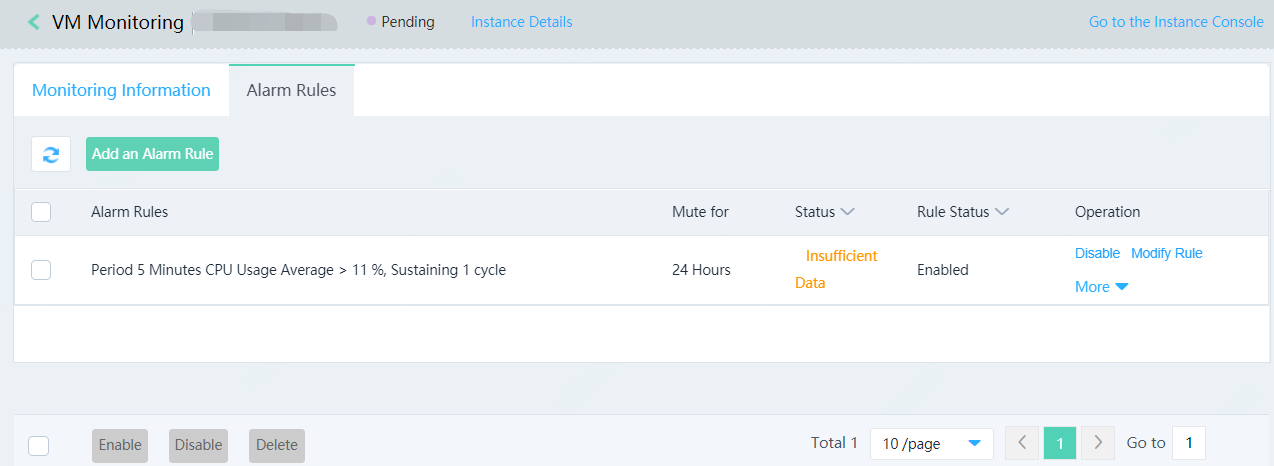 VM Monitoring Pending Instance Details Go to the Instance Console
Monitoring Information Alarm Rules
Add an Alarm Rule
Alarm Rules Mute for Status Rule Status Operation
Period 5 Minutes CPU Usage Average > 11 %, Sustaining 1 cycle 24 Hours Insufficient Data Enabled Disable Modify Rule
More
Enable Disable Delete Total 1 10 /page 1 Go to 1